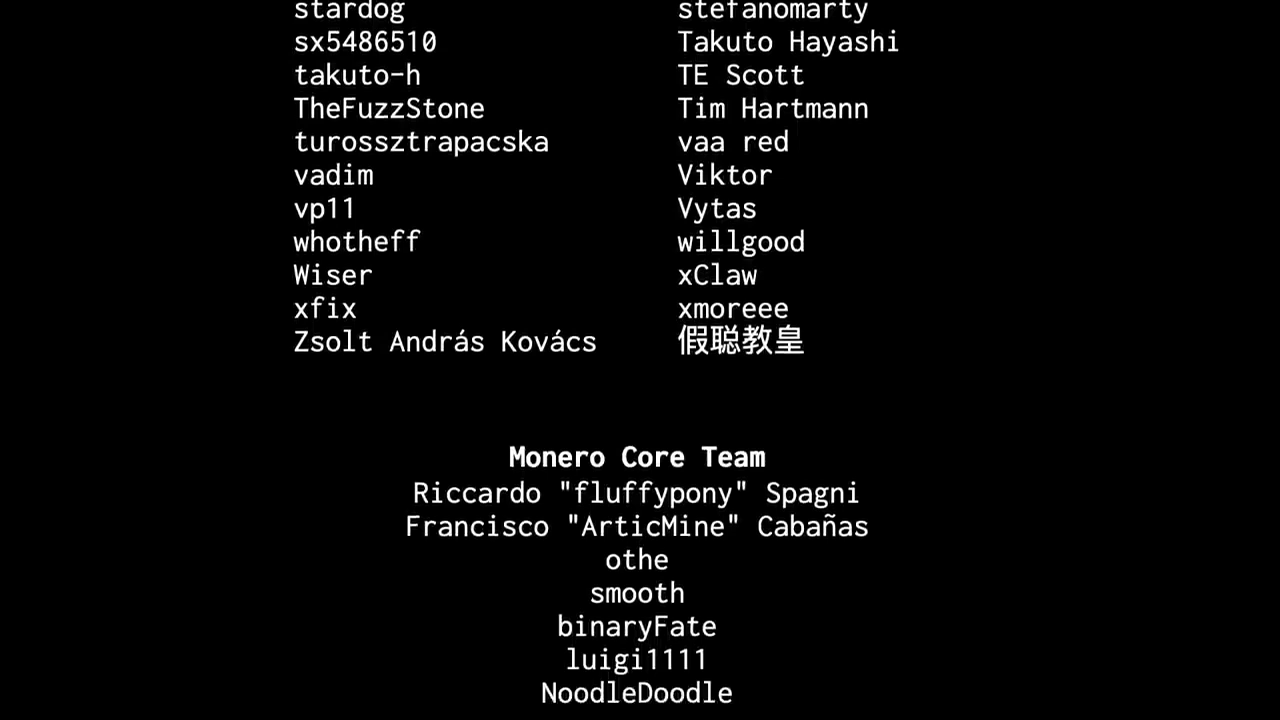 stardog stefanomarty
sx5486510 Takuto Hayashi
takuto-h TE Scott
TheFuzzStone Tim Hartmann
turossztrapacska vaa red
vadim Viktor
vp11 Vytas
whotheff willgood
Wiser xClaw
xfix xmoreee
Zsolt András Kovács 假聪教皇
Monero Core Team
Riccardo "fluffypony" Spagni
Francisco "ArticMine" Cabañas
othe
smooth
binaryFate
luigi1111
NoodleDoodle